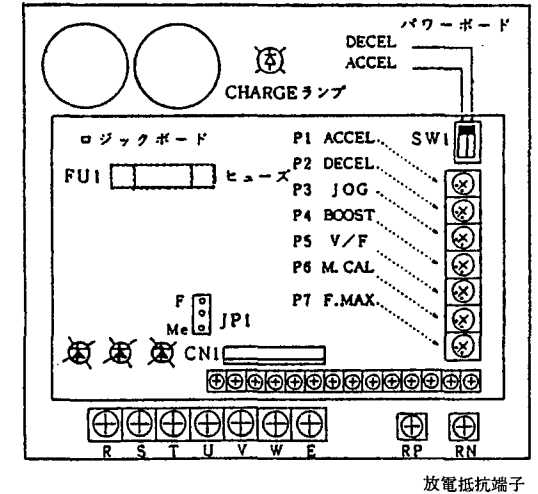 パワーボード
DECEL
ACCEL
CHARGEランプ
ロジックボード
P1 ACCEL
SW1
P2 DECEL
FU1 ヒューズ
P3 JOG
P4 BOOST
P5 V/F
P6 M.CAL
P7 F.MAX
F
Me JP1
CN1
R S T U V W E RP RN
放電抵抗端子